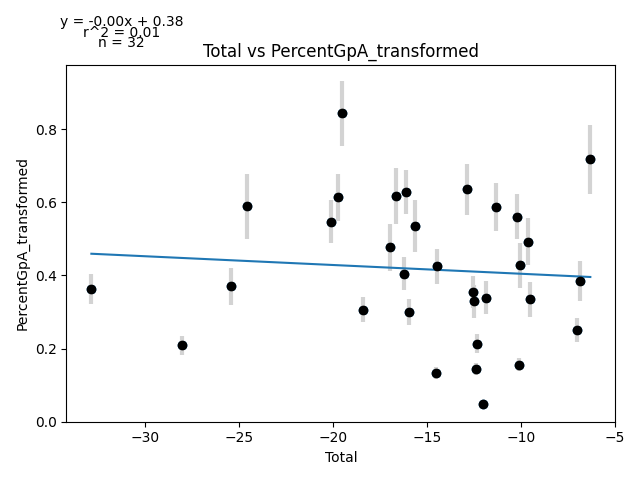 y = -0.00x + 0.38
r^2 = 0.01
n = 32
Total vs PercentGpA_transformed
PercentGpA_transformed
0.8
0.6
0.4
0.2
0.0
−30
−25
−20
−15
−10
−5
Total